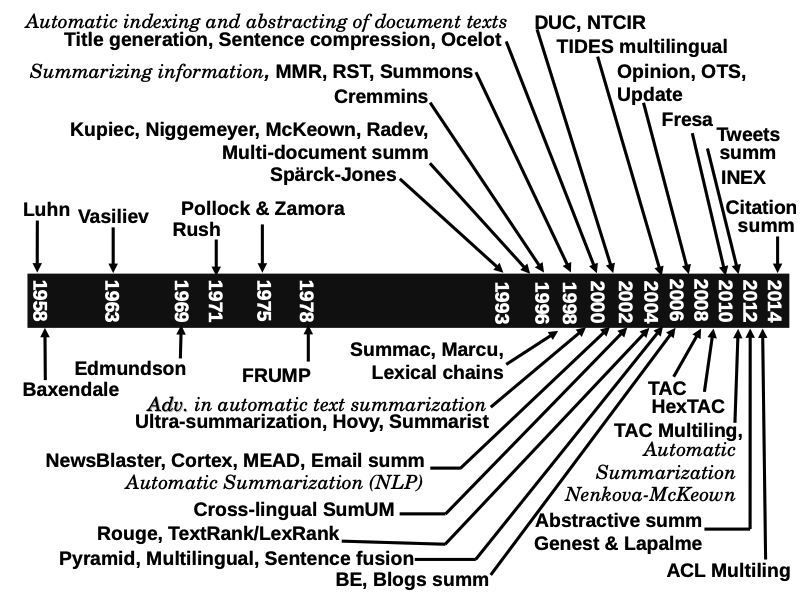 Automatic indexing and abstracting of document texts
Title generation, Sentence compression, Ocelot
DUC, NTCIR
TIDES multilingual
Summarizing information, MMR, RST, Summons
Opinion, OTS,
Update
Cremmins
Fresa
Kupiec, Niggemeyer, McKeown, Radev,
Multi-document summ
Tweets
summ
Spärck-Jones
INEX
Luhn
Vasiliev
Pollock & Zamora
Rush
Citation
summ
1958
1963
1969
1971
1975
1978
1993
1996
1998
2000
2002
2004
2006
2008
2010
2012
2014
Baxendale
Edmundson
FRUMP
Summac, Marcu,
Lexical chains
Adv. in automatic text summarization
Ultra-summarization, Hovy, Summarist
TAC
HexTAC
TAC Multiling,
Automatic
Summarization
Nenkova-McKeown
NewsBlaster, Cortex, MEAD, Email summ
Automatic Summarization (NLP)
Cross-lingual SumUM
Rouge, TextRank/LexRank
Abstractive summ
Genest & Lapalme
Pyramid, Multilingual, Sentence fusion
BE, Blogs summ
ACL Multiling